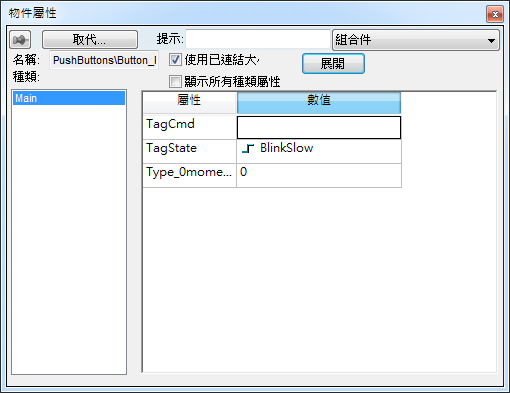 物件屬性
取代...
提示:
組合件
名稱:
PushButtons\Button_
使用已連結大,
展開
種類:
顯示所有種類屬性
Main
屬性
數值
TagCmd
TagState
BlinkSlow
Type_0mome...
0